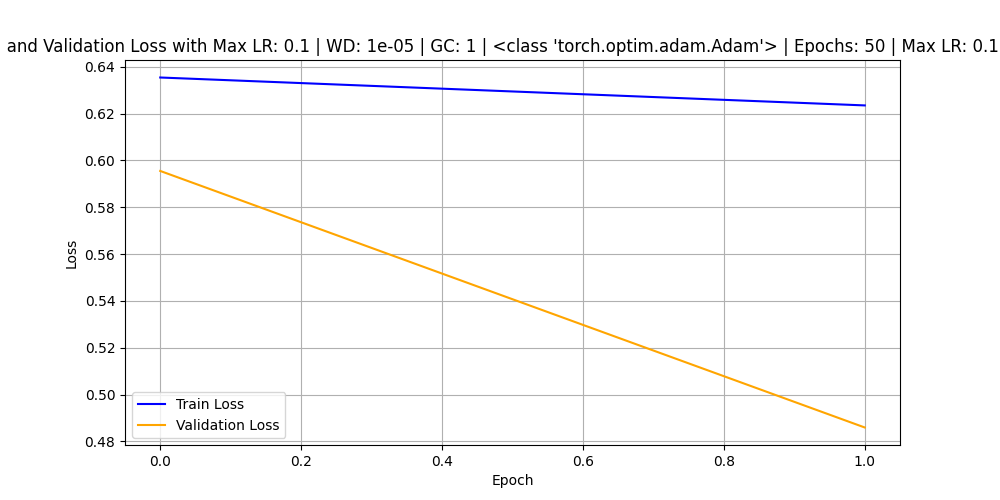 and Validation Loss with Max LR: 0.1 | WD: 1e-05 | GC: 1 | <class 'torch.optim.adam.Adam'> | Epochs: 50 | Max LR: 0.1
0.64
0.62
0.60
0.58
0.56
0.54
0.52
0.50
0.48
Loss
Train Loss
Validation Loss
0.0 0.2 0.4 0.6 0.8 1.0
Epoch